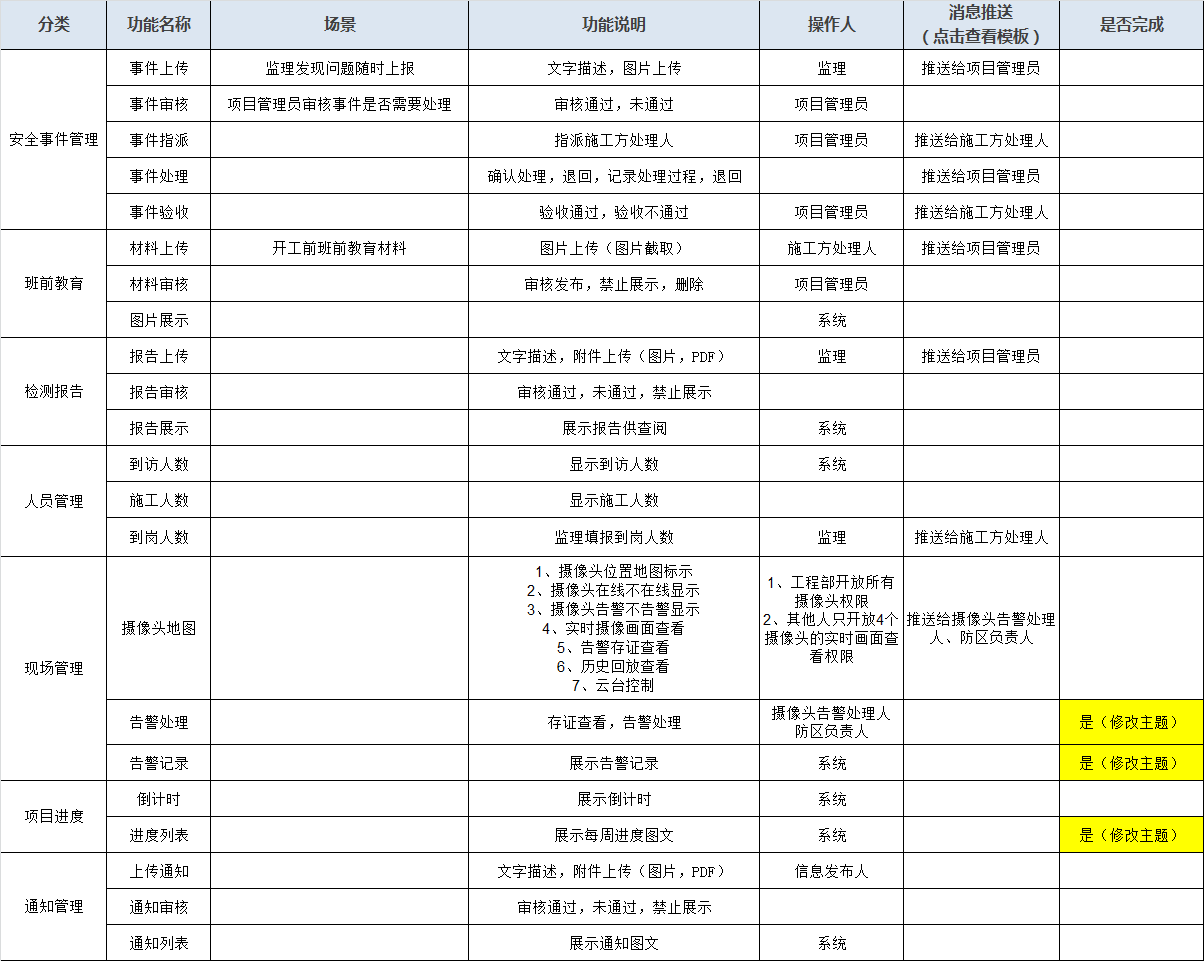 分类 功能名称 场景 功能说明 操作人 消息推送 是否完成
（点击查看模板）
安全事件管理
事件上传 监理发现问题随时上报 文字描述，图片上传 监理 推送给项目管理员
事件审核 项目管理员审核事件是否需要处理 审核通过，未通过 项目管理员
事件指派 指派施工方处理人 项目管理员 推送给施工方处理人
事件处理 确认处理，退回，记录处理过程，退回 推送给项目管理员
事件验收 验收通过，验收不通过 项目管理员 推送给施工方处理人
班前教育
材料上传 开工前班前教育材料 图片上传（图片截取） 施工方处理人 推送给项目管理员
材料审核 审核发布，禁止展示，删除 项目管理员
图片展示 系统
检测报告
报告上传 文字描述，附件上传（图片，PDF） 监理 推送给项目管理员
报告审核 审核通过，未通过，禁止展示
报告展示 展示报告供查阅 系统
人员管理
到访人数 显示到访人数 系统
施工人数 显示施工人数
到岗人数 监理填报到岗人数 监理 推送给施工方处理人
现场管理
摄像头地图
1、摄像头位置地图标示
2、摄像头在线不在线显示
3、摄像头告警不告警显示
4、实时摄像画面查看
5、告警存证查看
6、历史回放查看
7、云台控制
1、工程部开放所有
摄像头权限
2、其他人只开放4个
摄像头的实时画面查
看权限
推送给摄像头告警处理
人、防区负责人
告警处理 存证查看，告警处理 摄像头告警处理人 是（修改主题）
防区负责人
告警记录 展示告警记录 系统 是（修改主题）
项目进度
倒计时 展示倒计时 系统
进度列表 展示每周进度图文 系统 是（修改主题）
通知管理
上传通知 文字描述，附件上传（图片，PDF） 信息发布人
通知审核 审核通过，未通过，禁止展示
通知列表 展示通知图文 系统